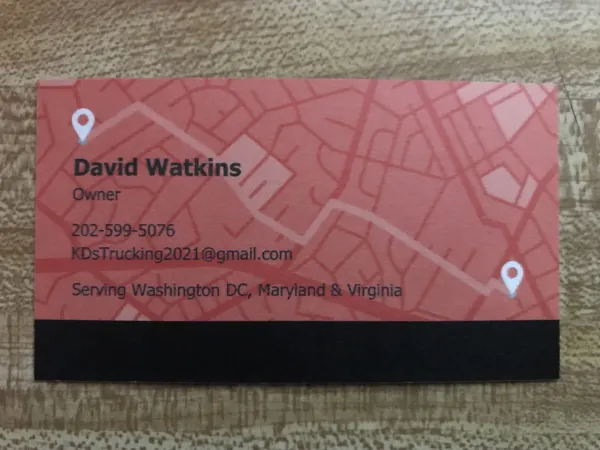 David Watkins
Owner
202-599-5076
KDsTrucking2021@gmail.com
Serving Washington DC, Maryland & Virginia